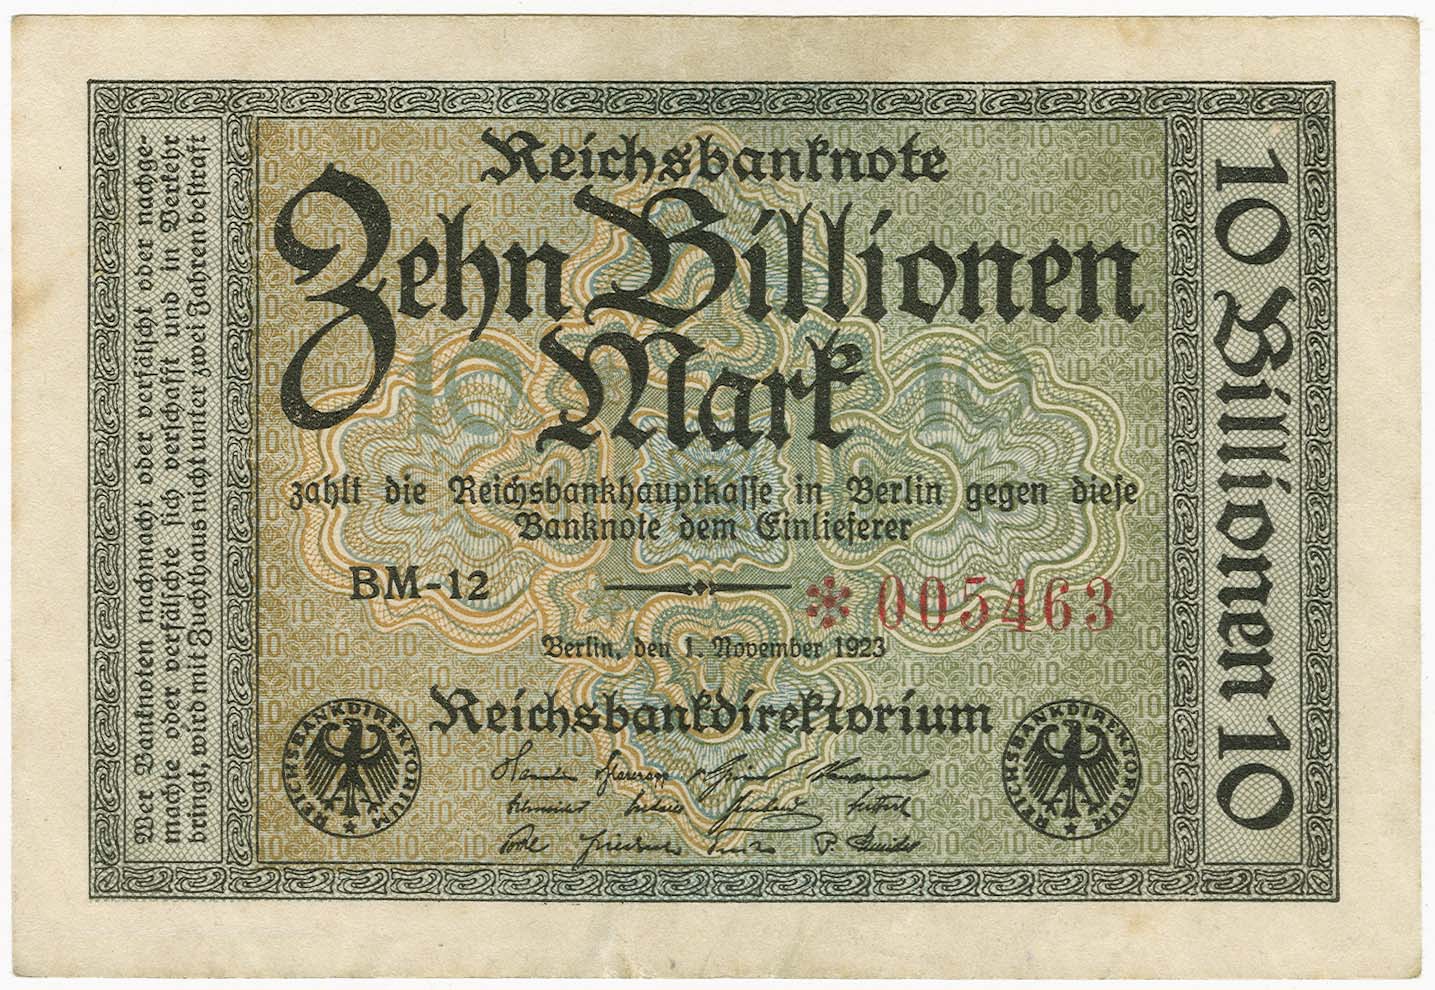 Wer Banknoten nachmacht oder verfälscht oder nachge-
machte oder verfälschte sich verschafft und in Verkehr
bringt, wird mit Zuchthaus nicht unter zwei Jahren bestraft
Reichsbanknote
Zehn Billionen
Mark
zahlt die Reichsbankhauptkasse in Berlin gegen diese
Banknote dem Einlieferer
BM-12
* 005463
Berlin, den 1. November 1923
Reichsbankdirektorium
REICHSBANKDIREKTORIUM
REICHSBANKDIREKTORIUM
10 Billionen 10
10 10